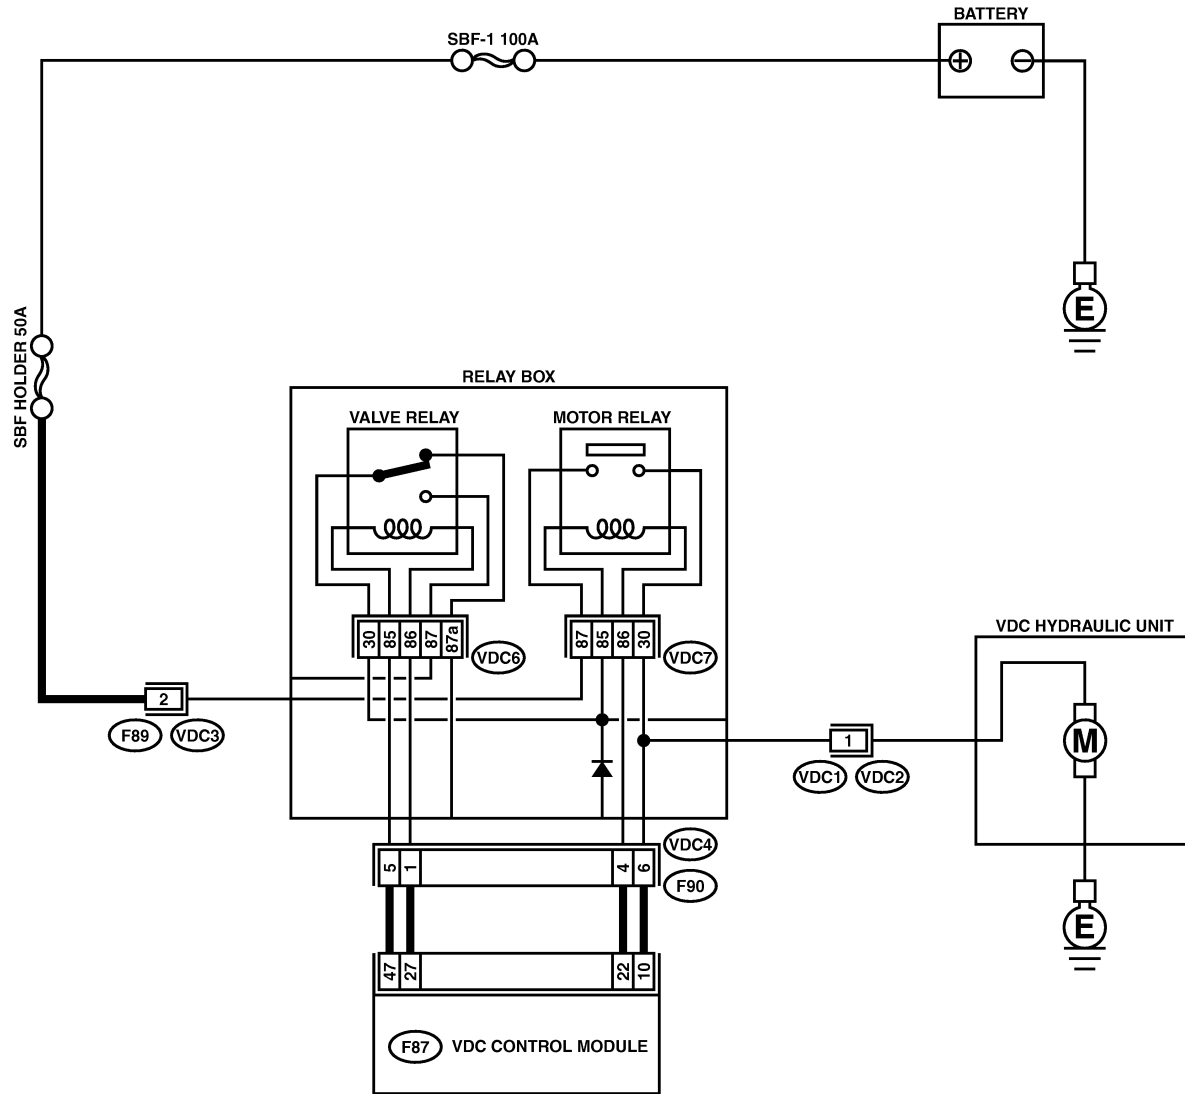 BATTERY
SBF-1 100A
E
SBF HOLDER 50A
RELAY BOX
VALVE RELAY
MOTOR RELAY
30 85 86 87 87a
VDC6
87 85 86 30
VDC7
VDC HYDRAULIC UNIT
2
F89 VDC3
1
VDC1 VDC2
M
VDC4
5 1 4 6
F90
E
47 27 22 10
F87 VDC CONTROL MODULE